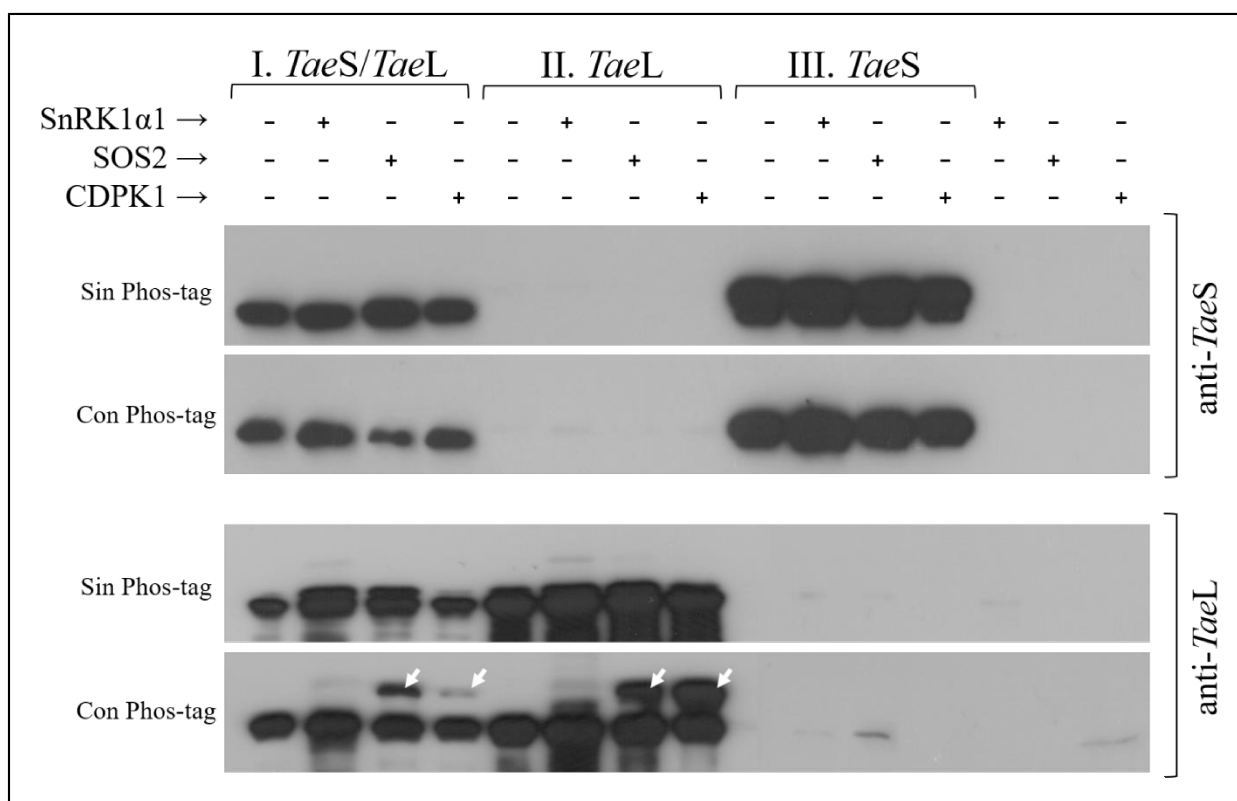 I. TaeS/TaeL II. TaeL III. TaeS
SnRK1α1 → - + - - - + - - - + - - + - -
SOS2 → - - + - - - + - - - + - - + -
CDPK1 → - - - + - - - + - - - + - - +
Sin Phos-tag
Con Phos-tag
anti-TaeS
Sin Phos-tag
Con Phos-tag
anti-TaeL